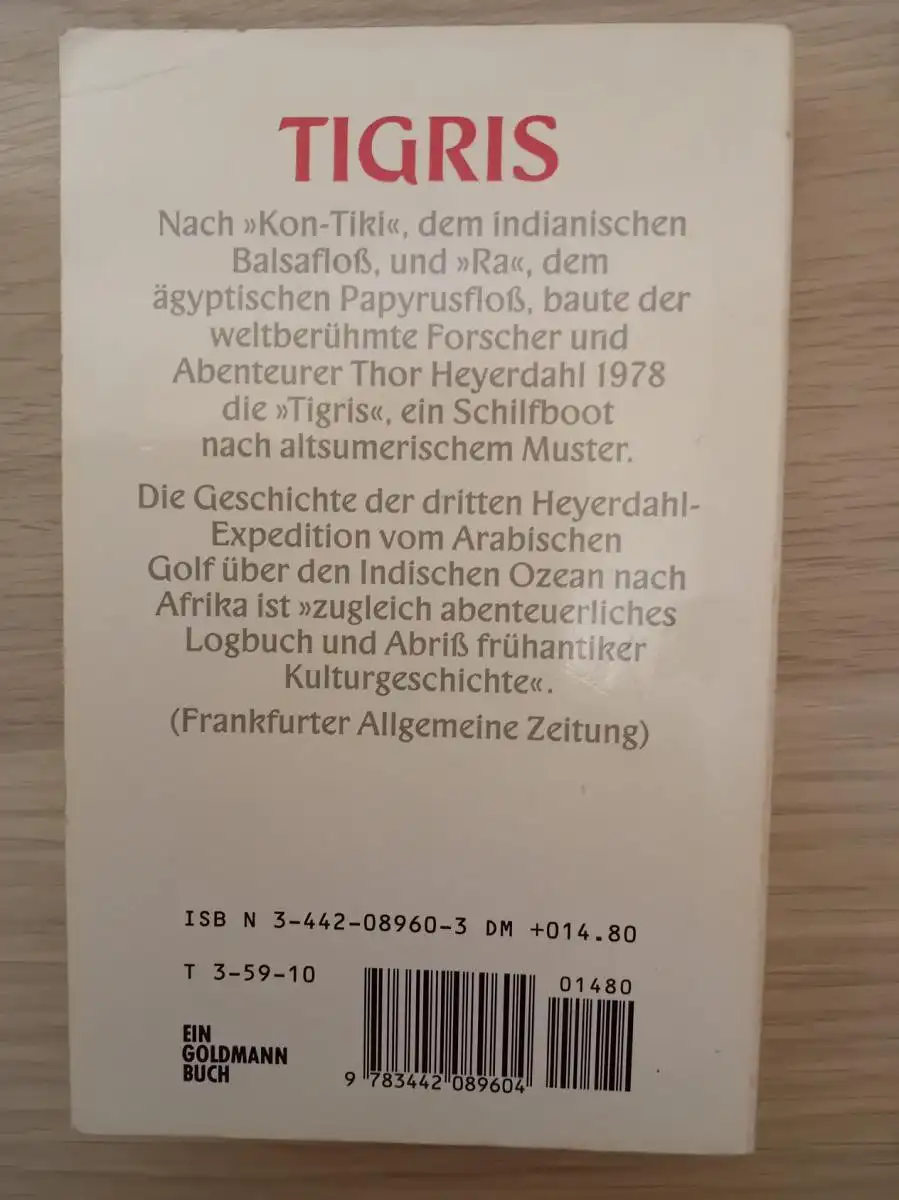 TIGRIS
Nach »Kon-Tiki«, dem indianischen
Balsafloß, und »Ra«, dem
ägyptischen Papyrusfloß, baute der
weltberühmte Forscher und
Abenteurer Thor Heyerdahl 1978
die »Tigris«, ein Schilfboot
nach altsumerischem Muster.
Die Geschichte der dritten Heyerdahl-
Expedition vom Arabischen
Golf über den Indischen Ozean nach
Afrika ist »zugleich abenteuerliches
Logbuch und Abriß frühantiker
Kulturgeschichte«.
(Frankfurter Allgemeine Zeitung)
ISB N 3-442-08960-3 DM +014.80
T 3-59-10
01480
EIN
GOLDMANN
BUCH
9 783442 089604